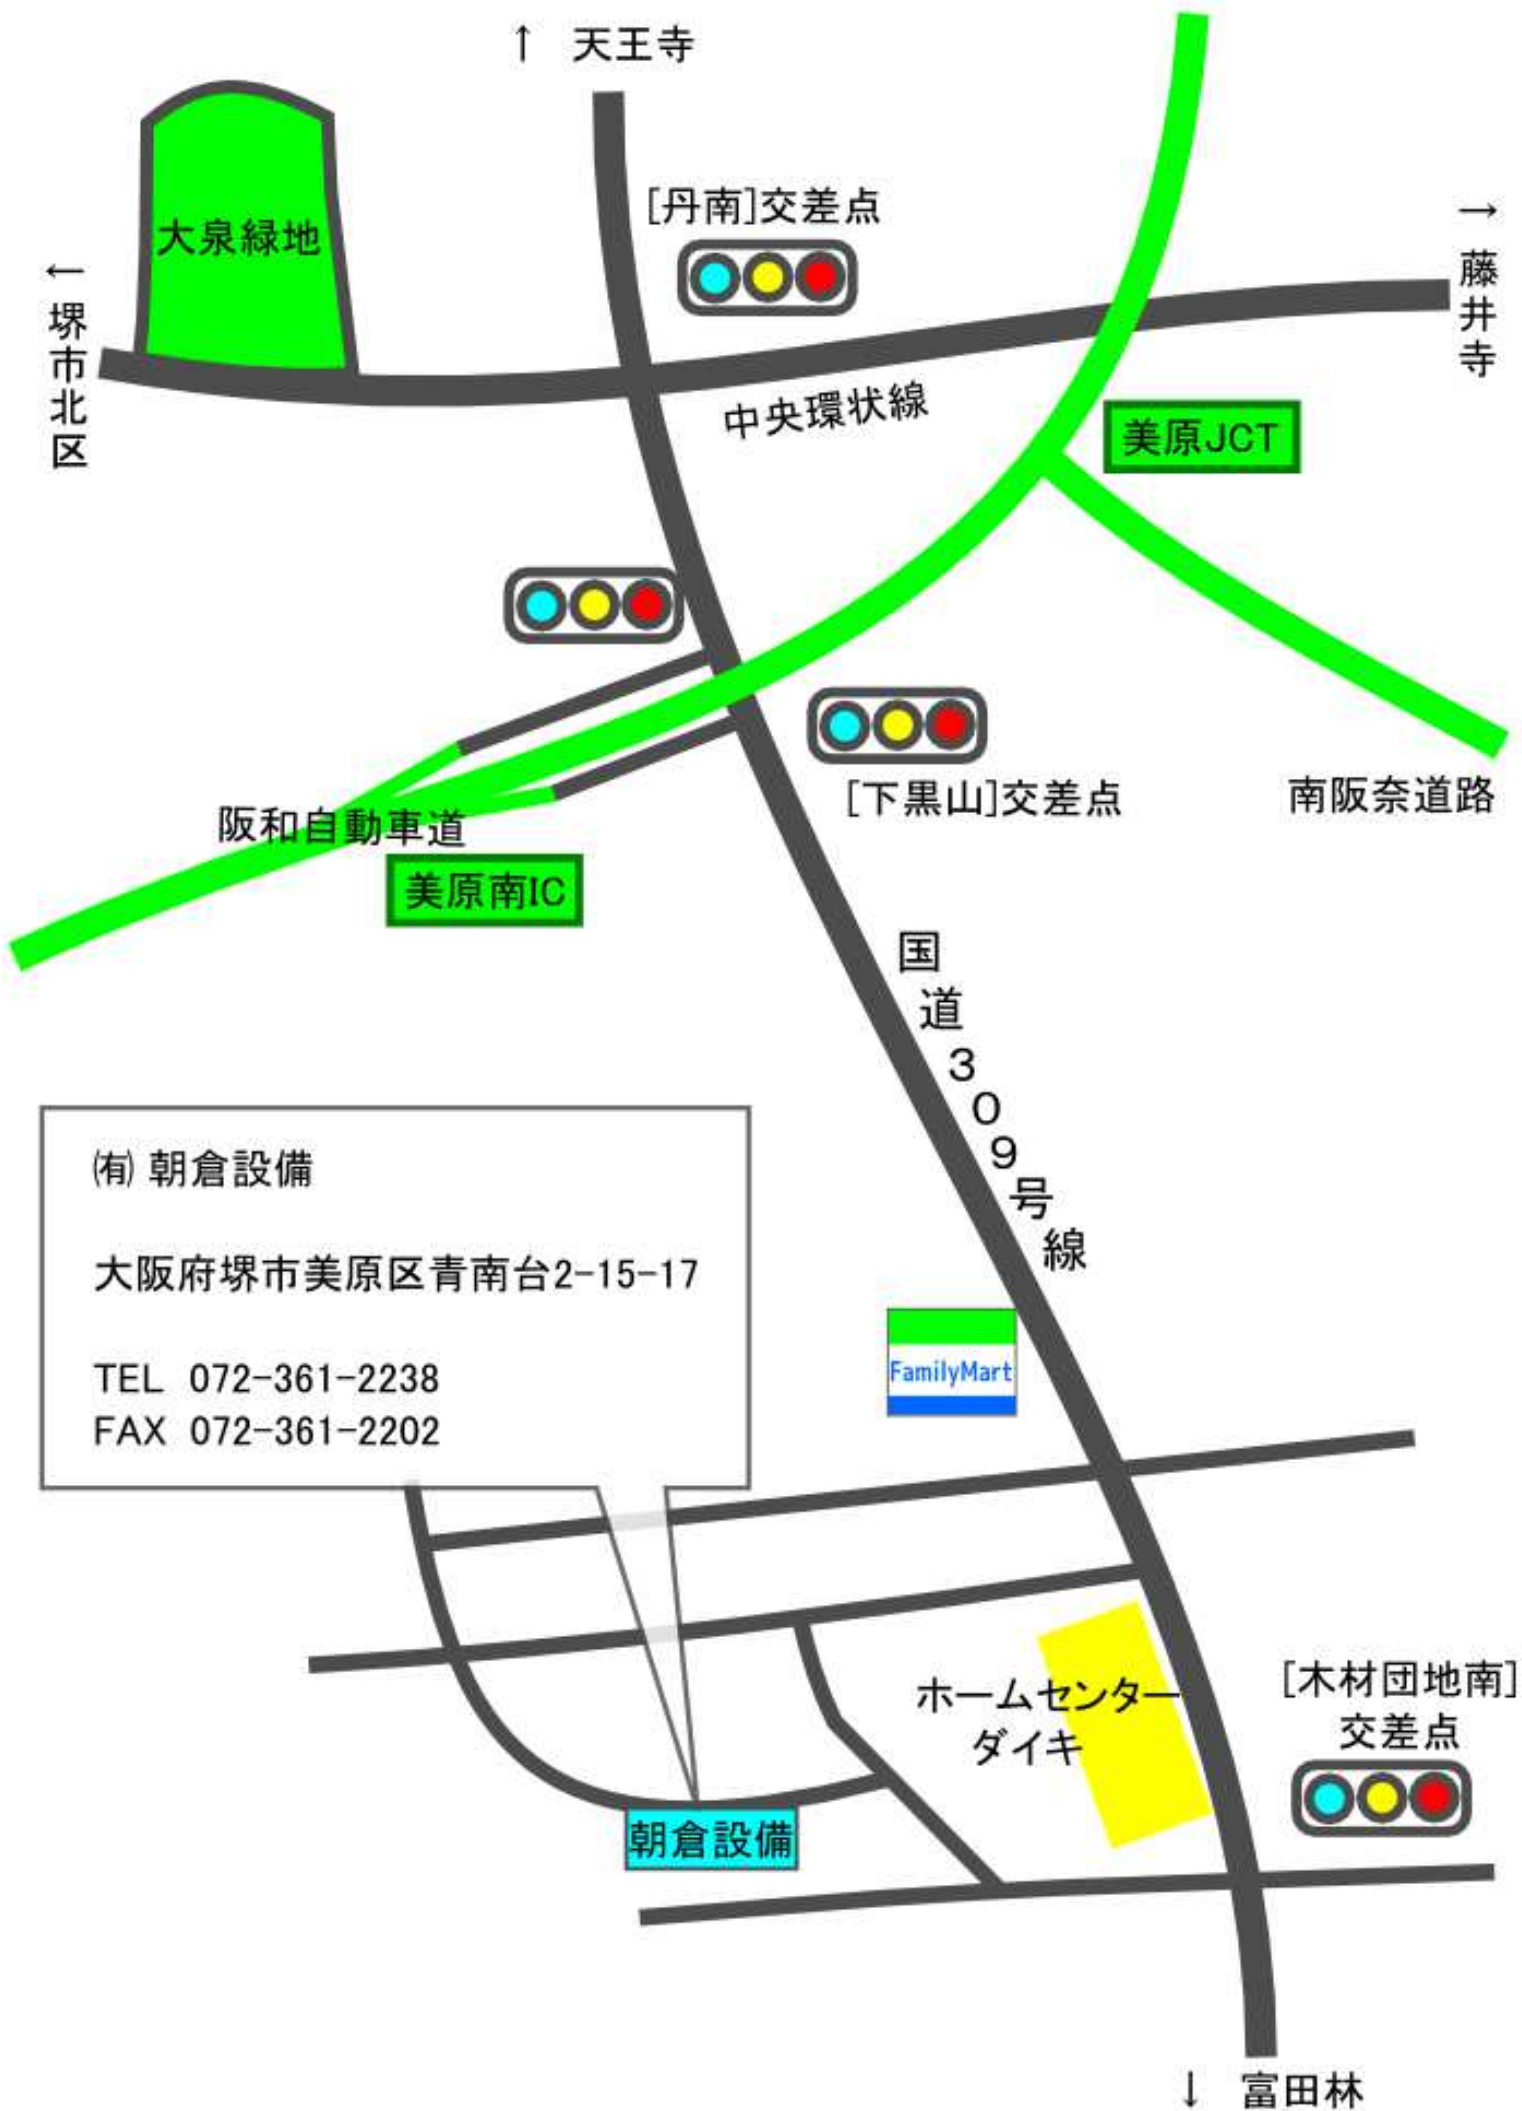 ↑ 天王寺
[丹南]交差点
大泉緑地
→ 藤井寺
← 堺市北区
中央環状線
美原JCT
[下黒山]交差点
南阪奈道路
阪和自動車道
美原南IC
国道309号線
㈲ 朝倉設備
大阪府堺市美原区青南台2-15-17
TEL 072-361-2238
FAX 072-361-2202
FamilyMart
ホームセンター
ダイキ
[木材団地南]
交差点
朝倉設備
↓ 富田林